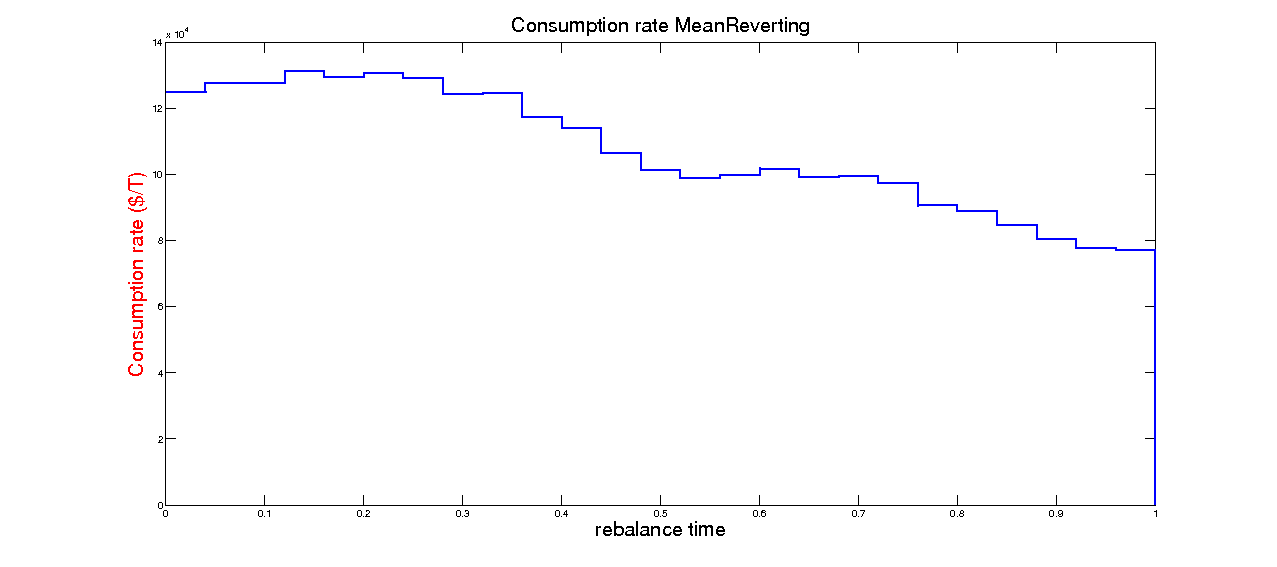 Consumption rate MeanReverting
x 10^4
14
12
10
8
6
4
2
0
Consumption rate ($/T)
0 0.1 0.2 0.3 0.4 0.5 0.6 0.7 0.8 0.9 1
rebalance time